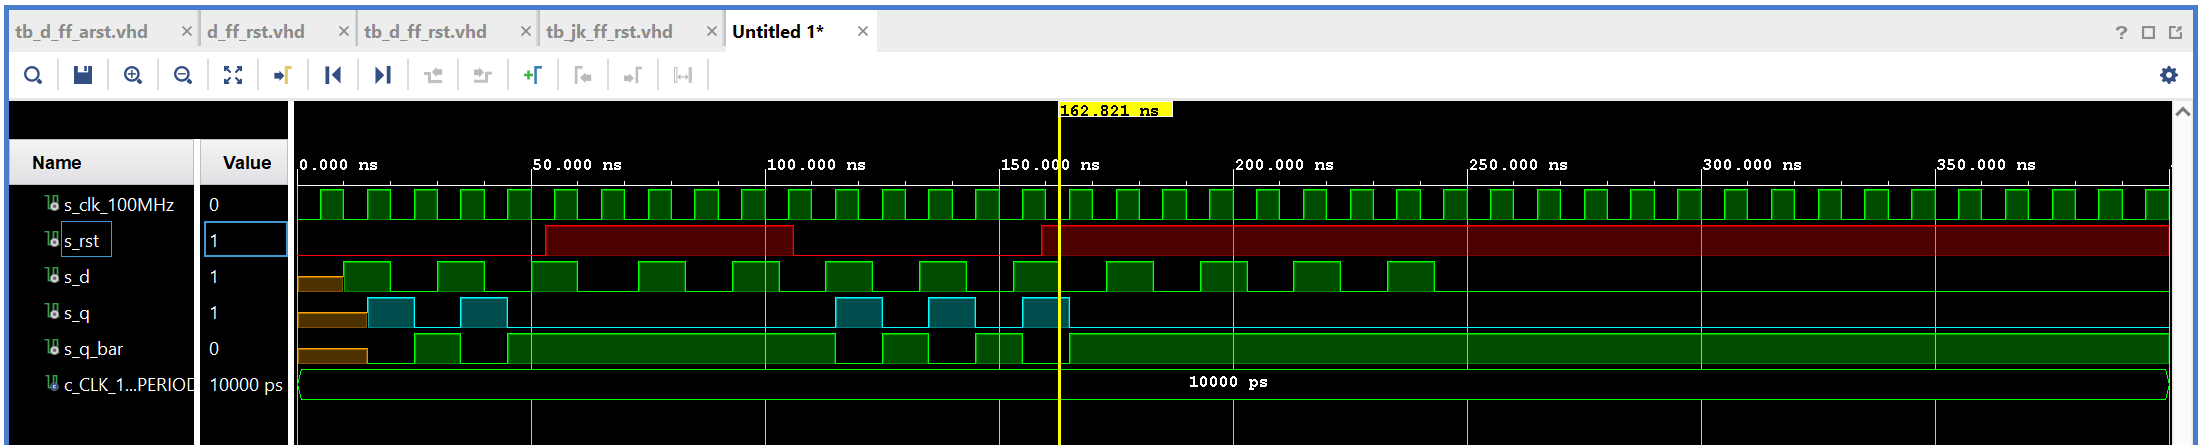 tb_d_ff_arst.vhd × d_ff_rst.vhd × tb_d_ff_rst.vhd × tb_jk_ff_rst.vhd × Untitled 1* ×
162.821 ns
Name Value
0.000 ns 50.000 ns 100.000 ns 150.000 ns 200.000 ns 250.000 ns 300.000 ns 350.000 ns
s_clk_100MHz 0
s_rst 1
s_d 1
s_q 1
s_q_bar 0
c_CLK_1...PERIOD 10000 ps 10000 ps